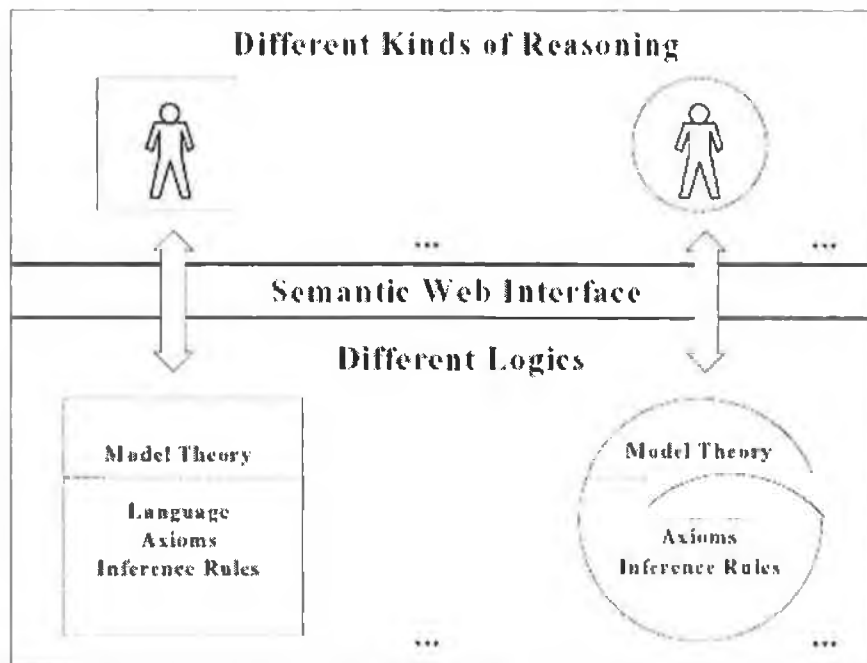 Different Kinds of Reasoning
... ...
Semantic Web Interface
Different Logics
Model Theory
Language
Axioms
Inference Rules
Model Theory
Axioms
Inference Rules
... ...